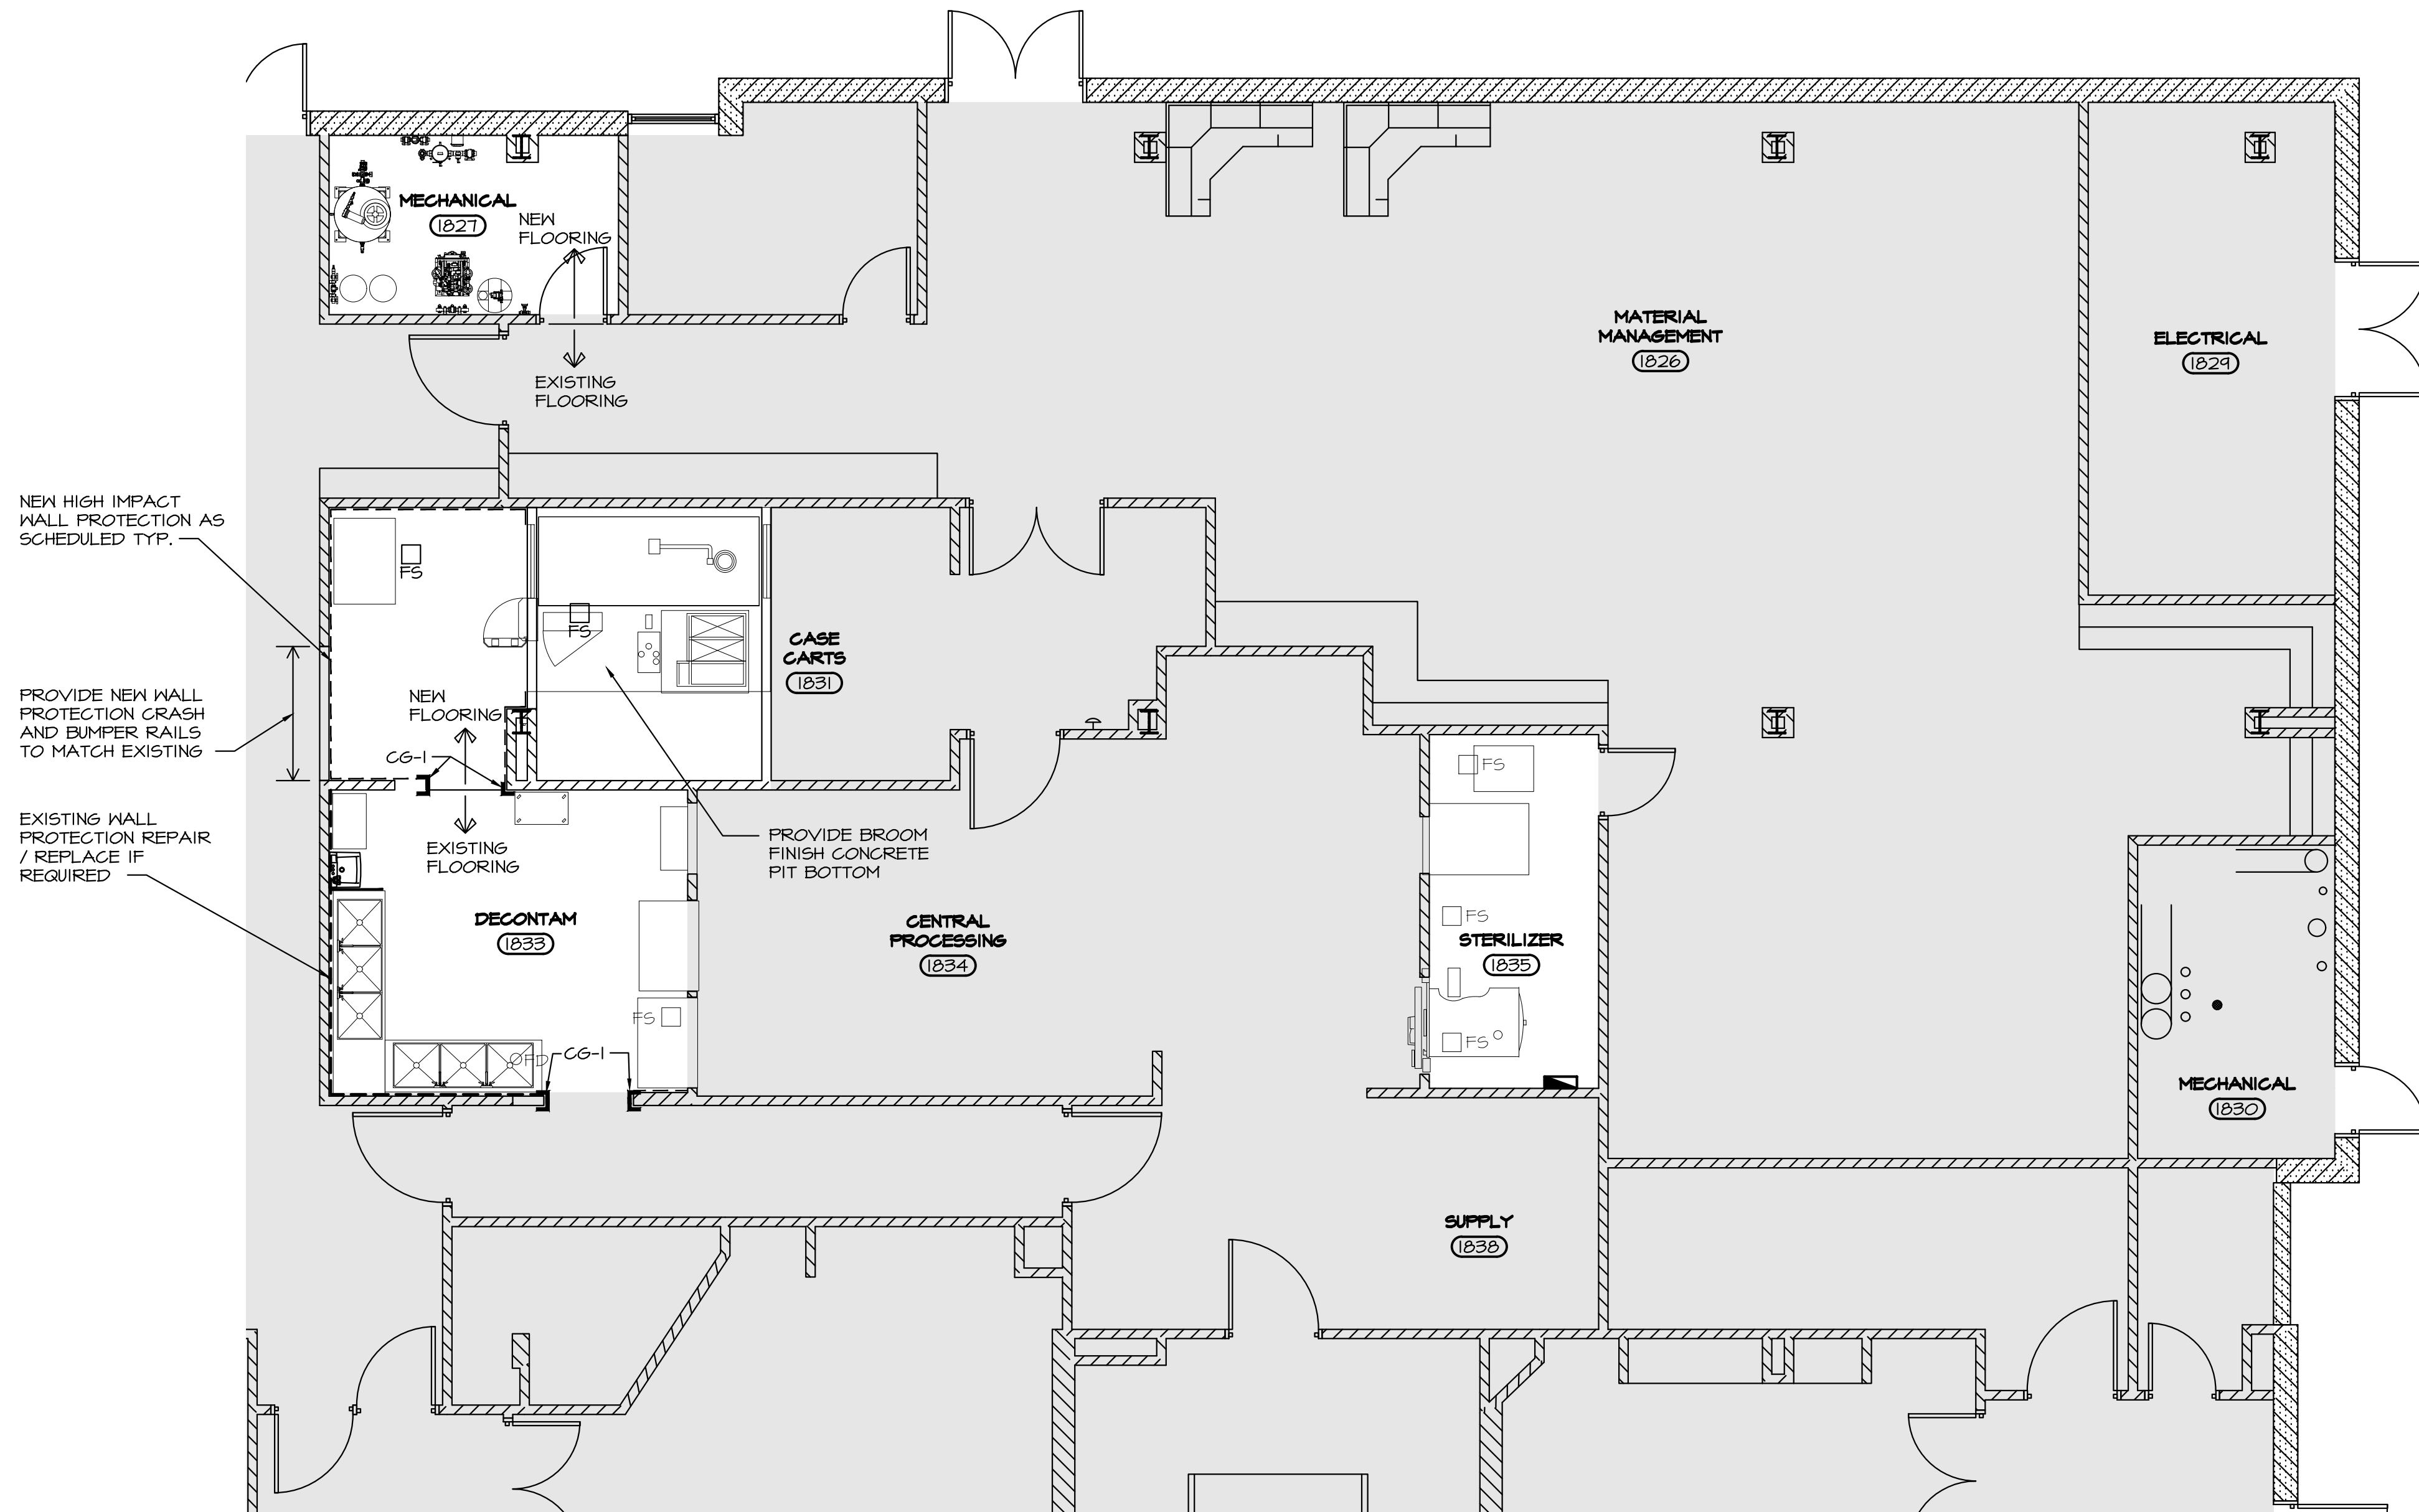 MECHANICAL
1827
NEW
FLOORING
EXISTING
FLOORING
MATERIAL
MANAGEMENT
1826
ELECTRICAL
1829
NEW HIGH IMPACT
WALL PROTECTION AS
SCHEDULED TYP.
FS
FS
CASE
CARTS
1831
PROVIDE NEW WALL
PROTECTION CRASH
AND BUMPER RAILS
TO MATCH EXISTING
NEW
FLOORING
CG-1
FS
EXISTING WALL
PROTECTION REPAIR
/ REPLACE IF
REQUIRED
EXISTING
FLOORING
PROVIDE BROOM
FINISH CONCRETE
PIT BOTTOM
DECONTAM
1833
CENTRAL
PROCESSING
1834
FS
STERILIZER
1835
FS
FS
FD
CG-1
MECHANICAL
1830
SUPPLY
1838